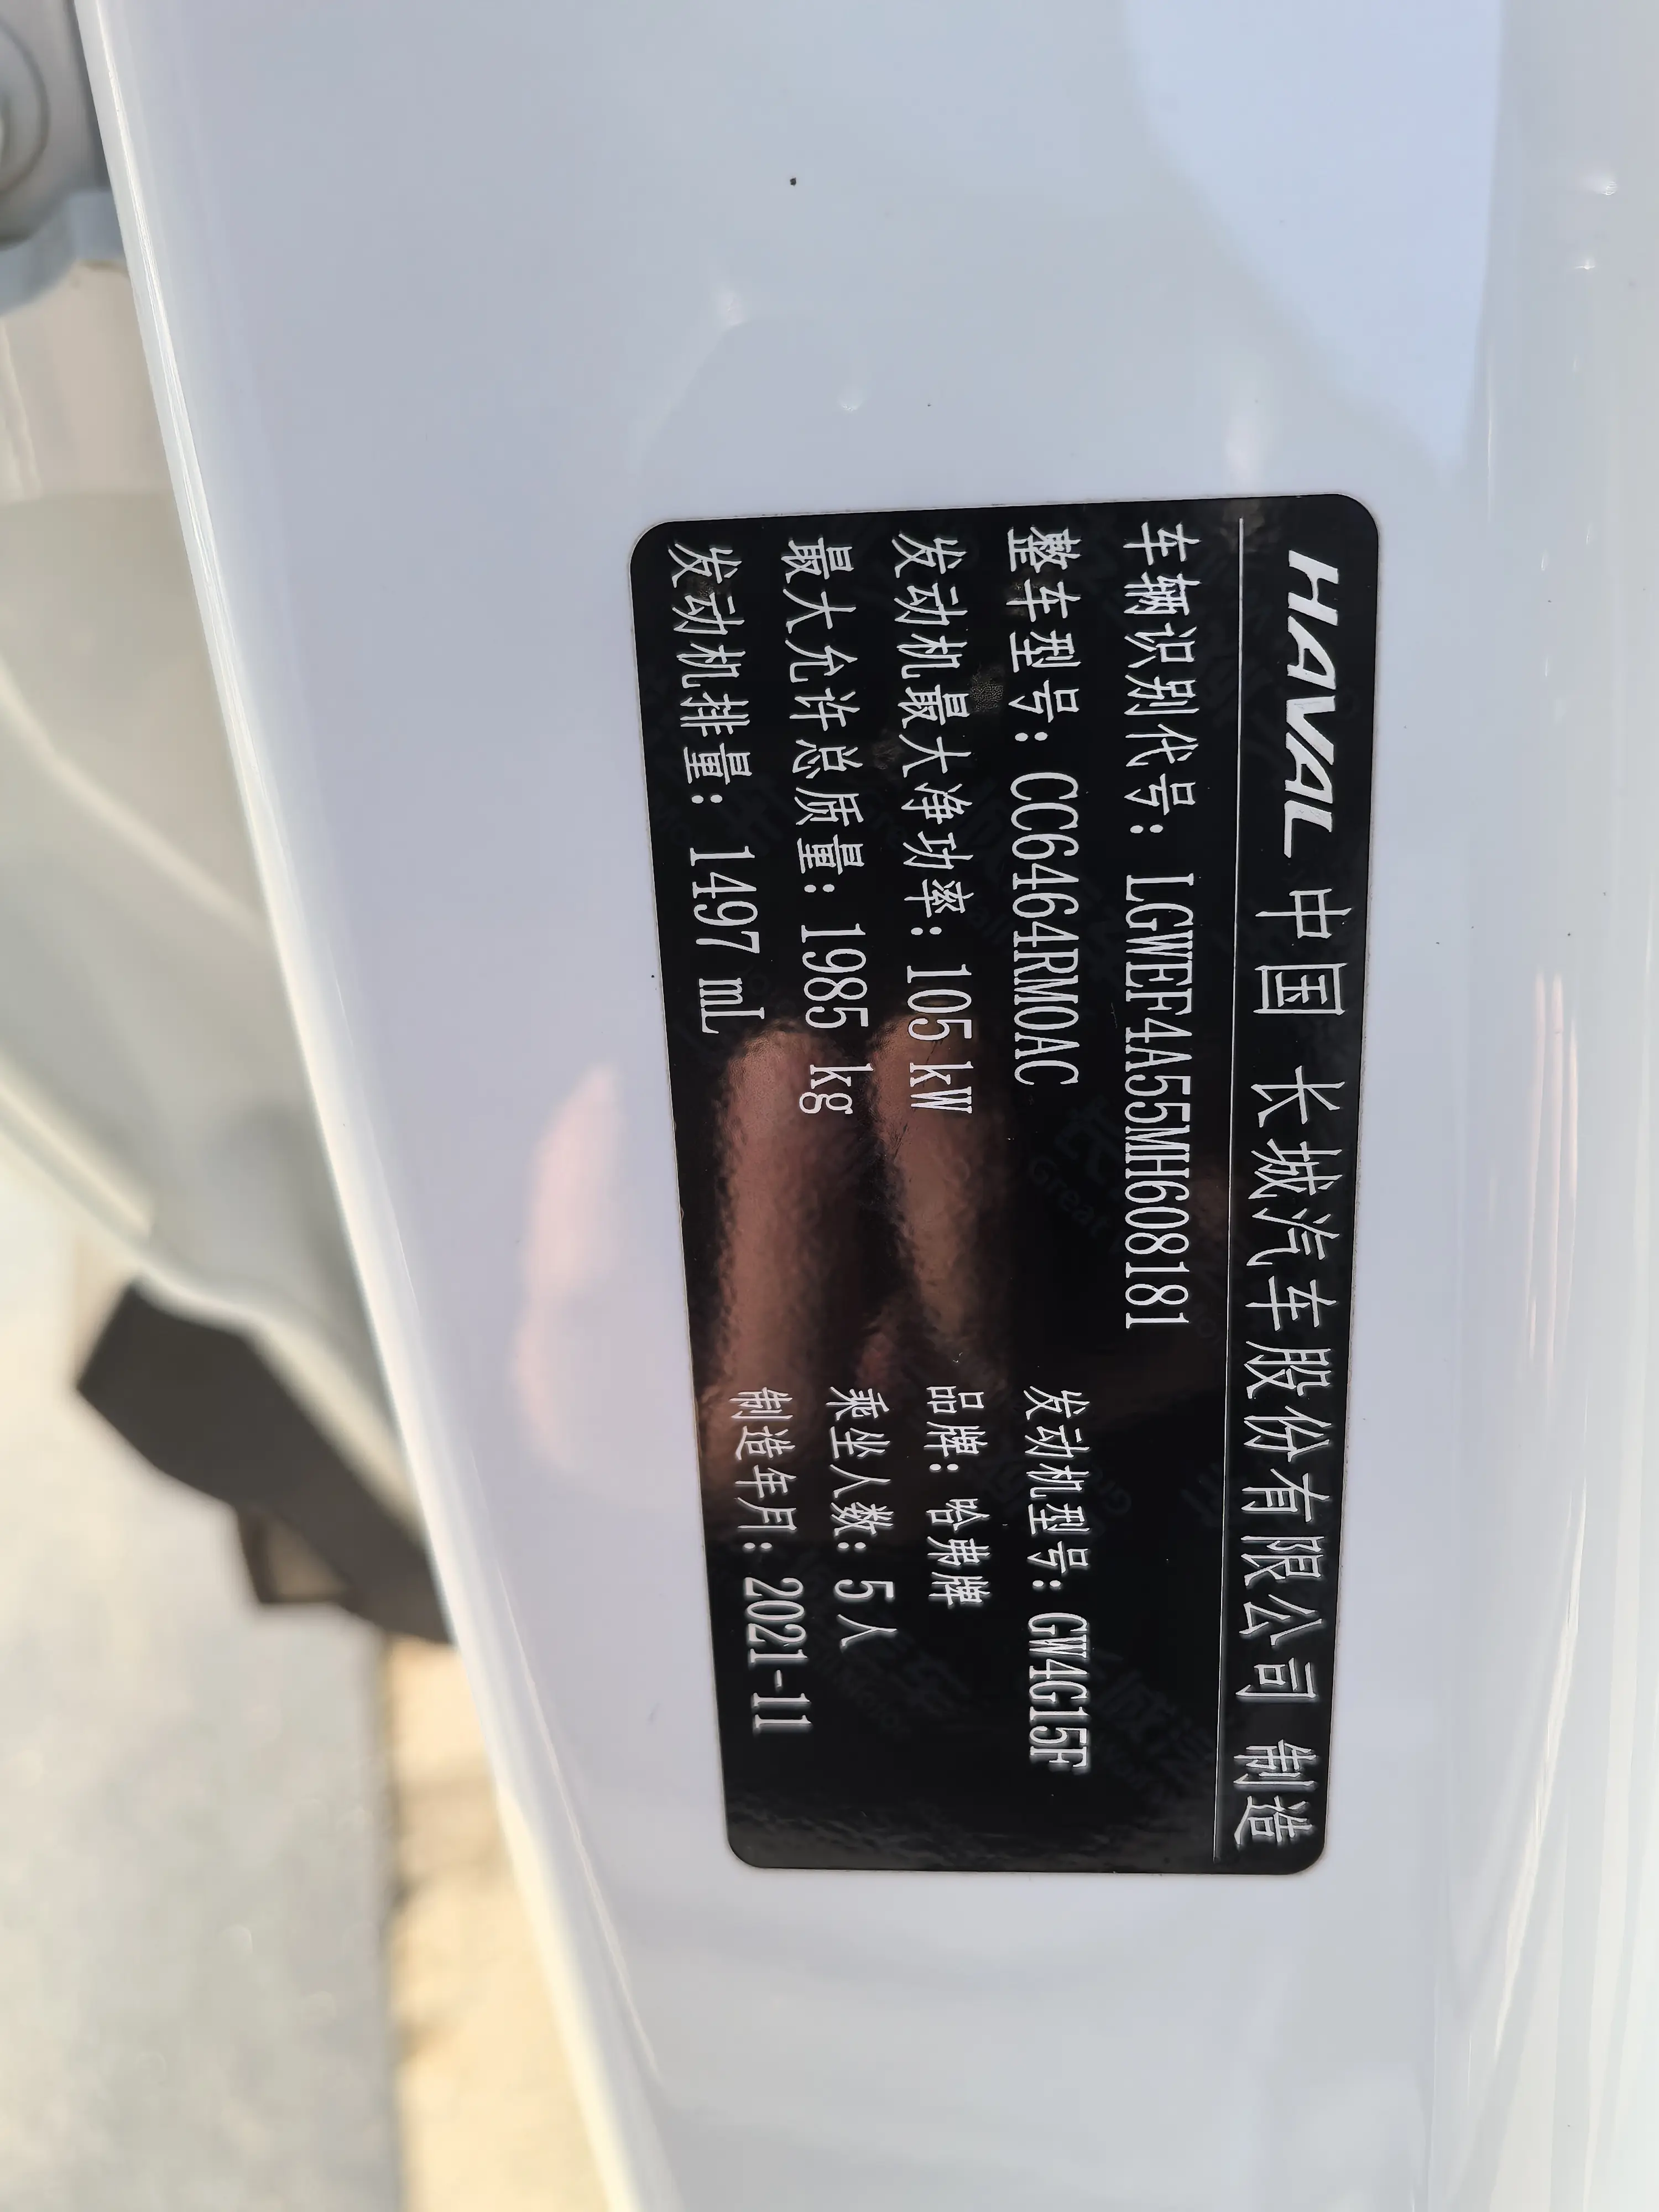 HAVAL 中国 长城汽车股份有限公司 制造
车辆识别代号：LGWEF4A55MH608181
整车型号：CC6464RM0AC 发动机型号：GW4G15F
发动机最大净功率：105 kW 品牌：哈弗牌
最大允许总质量：1985 kg 乘坐人数：5人
发动机排量：1497 mL 制造年月：2021-11